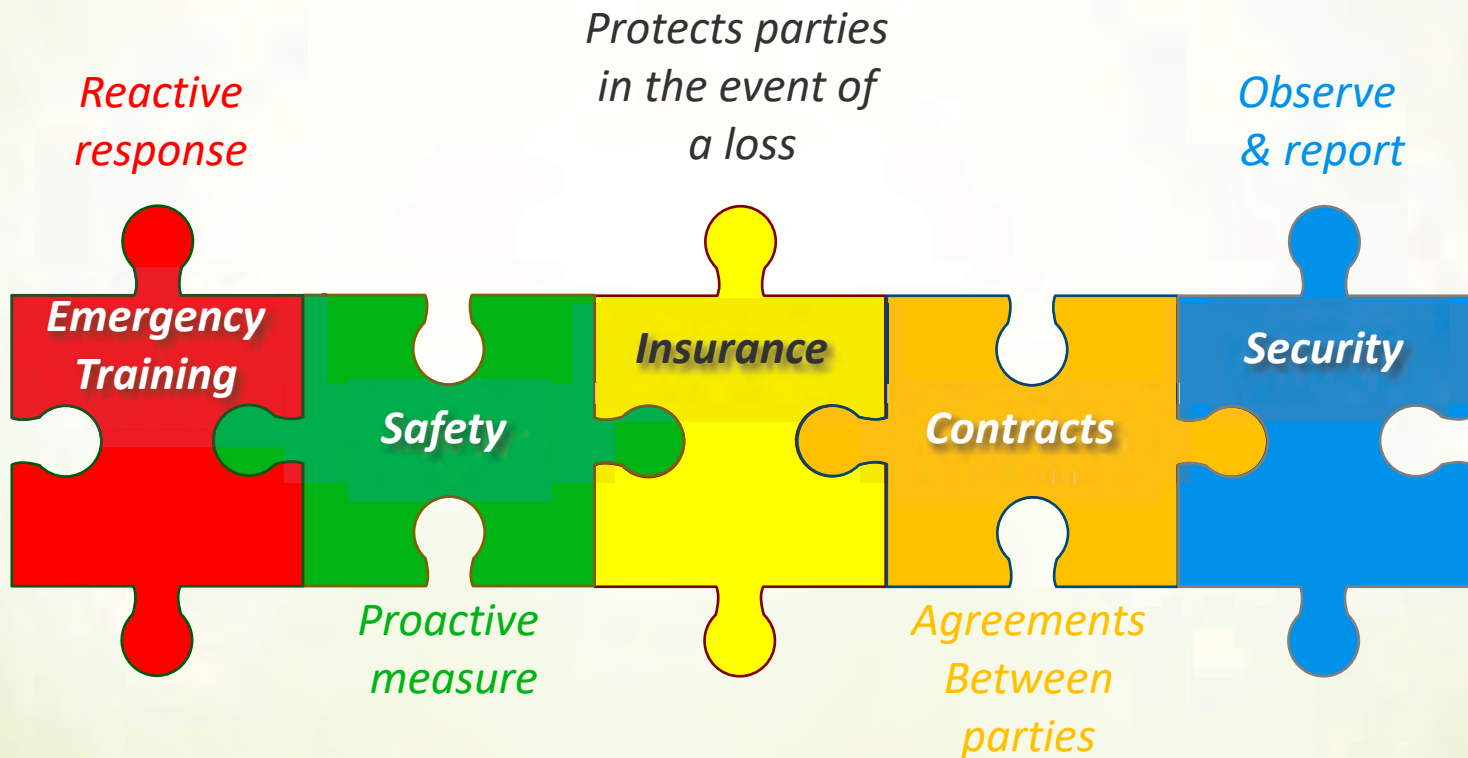 Reactive
response
Protects parties
in the event of
a loss
Observe
& report
Emergency
Training
Safety
Insurance
Contracts
Security
Proactive
measure
Agreements
Between
parties